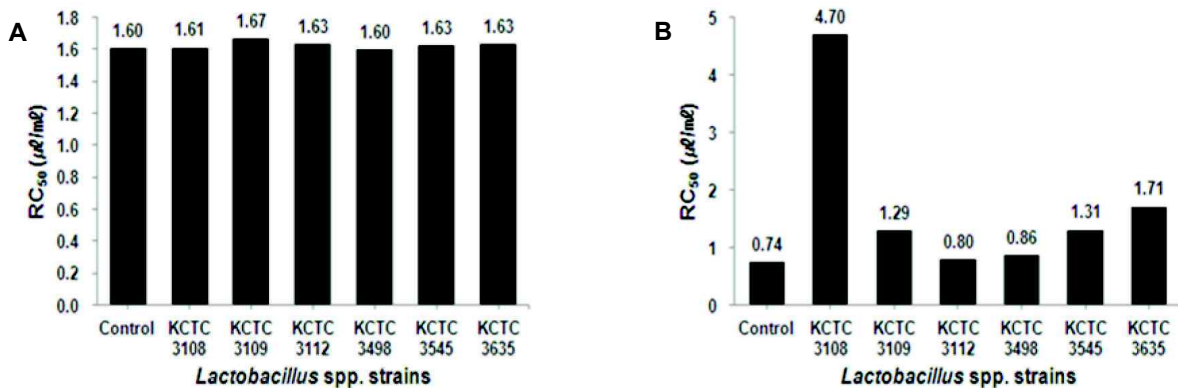 A
RC50 (μℓ/mℓ)
1.8
1.6
1.4
1.2
1.0
0.8
0.6
0.4
0.2
0.0
1.60 1.61 1.67 1.63 1.60 1.63 1.63
Control KCTC KCTC KCTC KCTC KCTC KCTC
3108 3109 3112 3498 3545 3635
Lactobacillus spp. strains
B
RC50 (μℓ/mℓ)
5
4
3
2
1
0
0.74 4.70 1.29 0.80 0.86 1.31 1.71
Control KCTC KCTC KCTC KCTC KCTC KCTC
3108 3109 3112 3498 3545 3635
Lactobacillus spp. strains